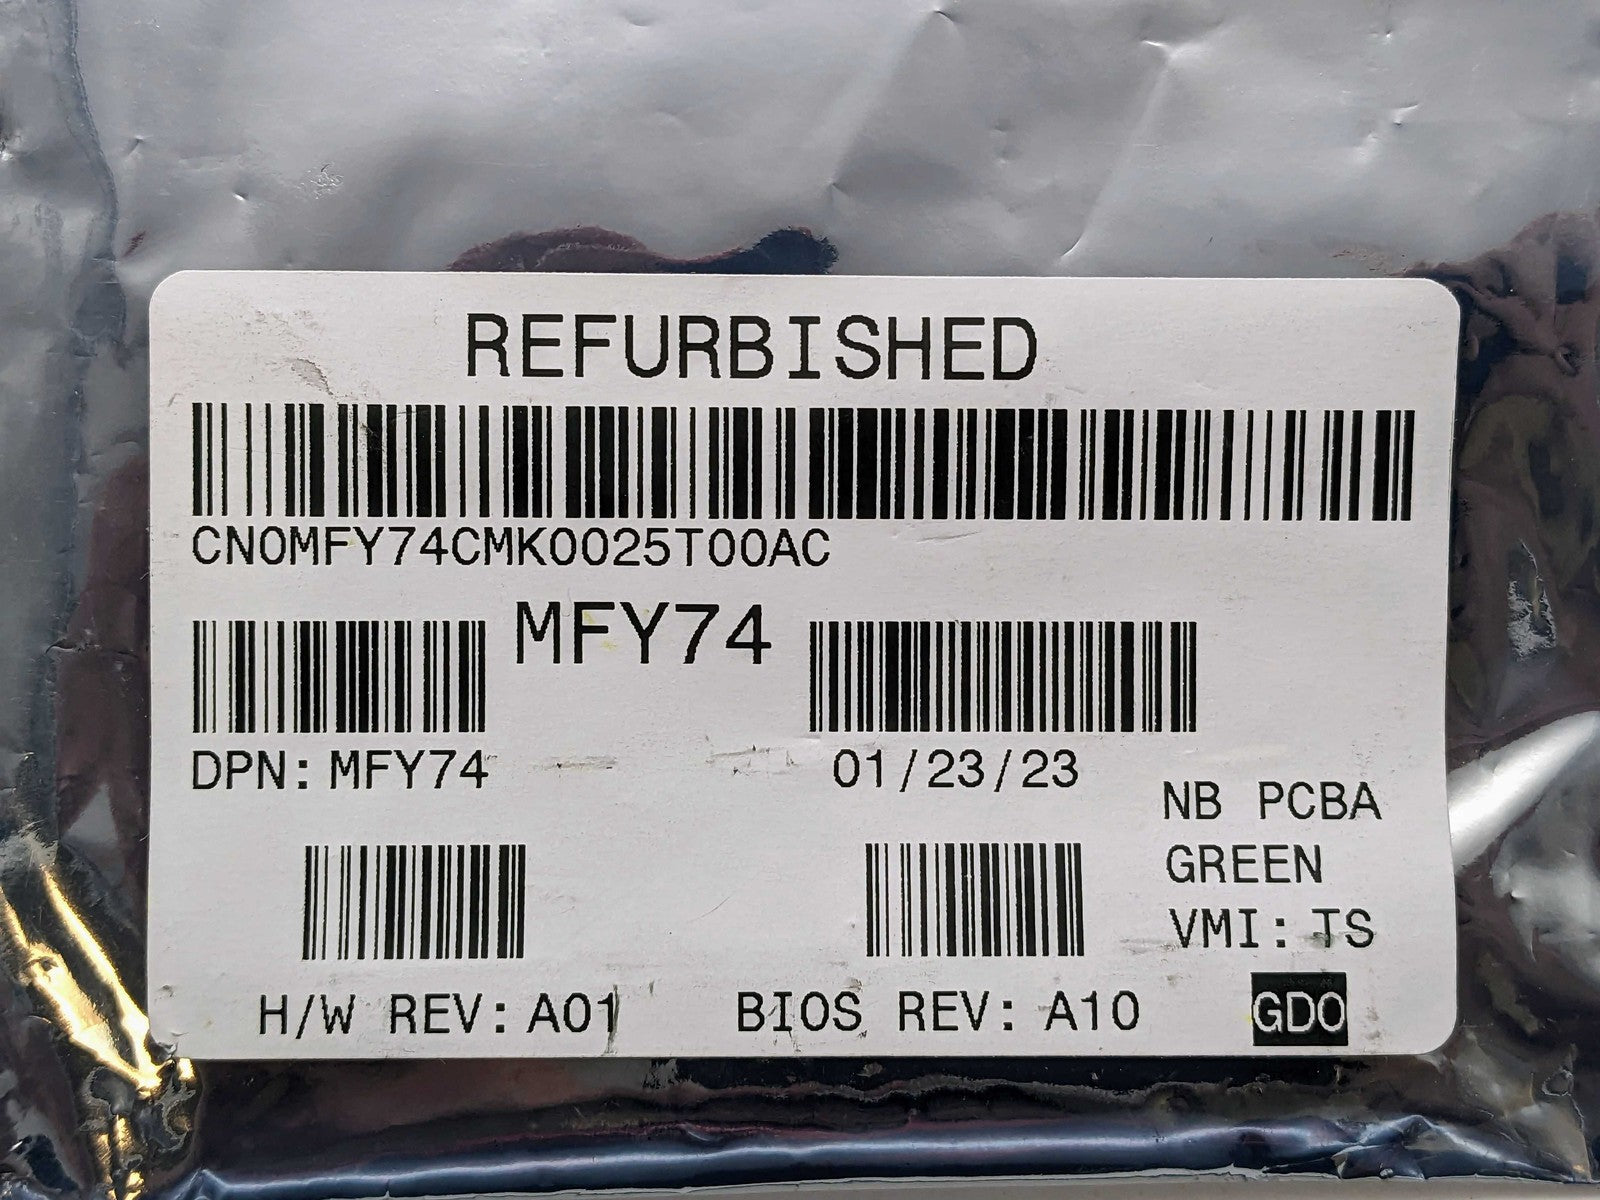 REFURBISHED
CN0MFY74CMK0025T00AC
MFY74
DPN: MFY74
01/23/23
NB PCBA
GREEN
VMI: TS
H/W REV: A01
BIOS REV: A10
GDO